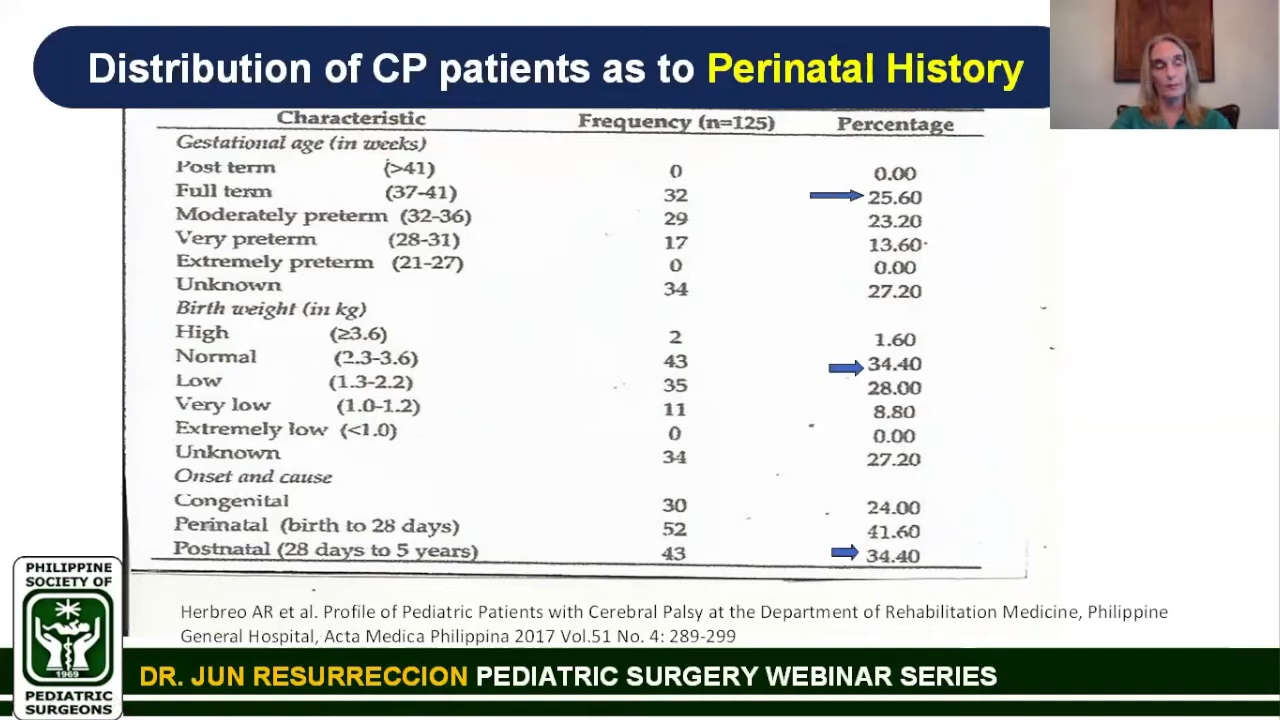 Distribution of CP patients as to Perinatal History
Characteristic Frequency (n=125) Percentage
Gestational age (in weeks)
Post term (>41) 0 0.00
Full term (37-41) 32 25.60
Moderately preterm (32-36) 29 23.20
Very preterm (28-31) 17 13.60
Extremely preterm (21-27) 0 0.00
Unknown 34 27.20
Birth weight (in kg)
High (≥3.6) 2 1.60
Normal (2.3-3.6) 43 34.40
Low (1.3-2.2) 35 28.00
Very low (1.0-1.2) 11 8.80
Extremely low (<1.0) 0 0.00
Unknown 34 27.20
Onset and cause
Congenital 30 24.00
Perinatal (birth to 28 days) 52 41.60
Postnatal (28 days to 5 years) 43 34.40
Herbreo AR et al. Profile of Pediatric Patients with Cerebral Palsy at the Department of Rehabilitation Medicine, Philippine
General Hospital, Acta Medica Philippina 2017 Vol.51 No. 4: 289-299
PHILIPPINE
SOCIETY OF
1969
PEDIATRIC
SURGEONS
DR. JUN RESURRECCION PEDIATRIC SURGERY WEBINAR SERIES